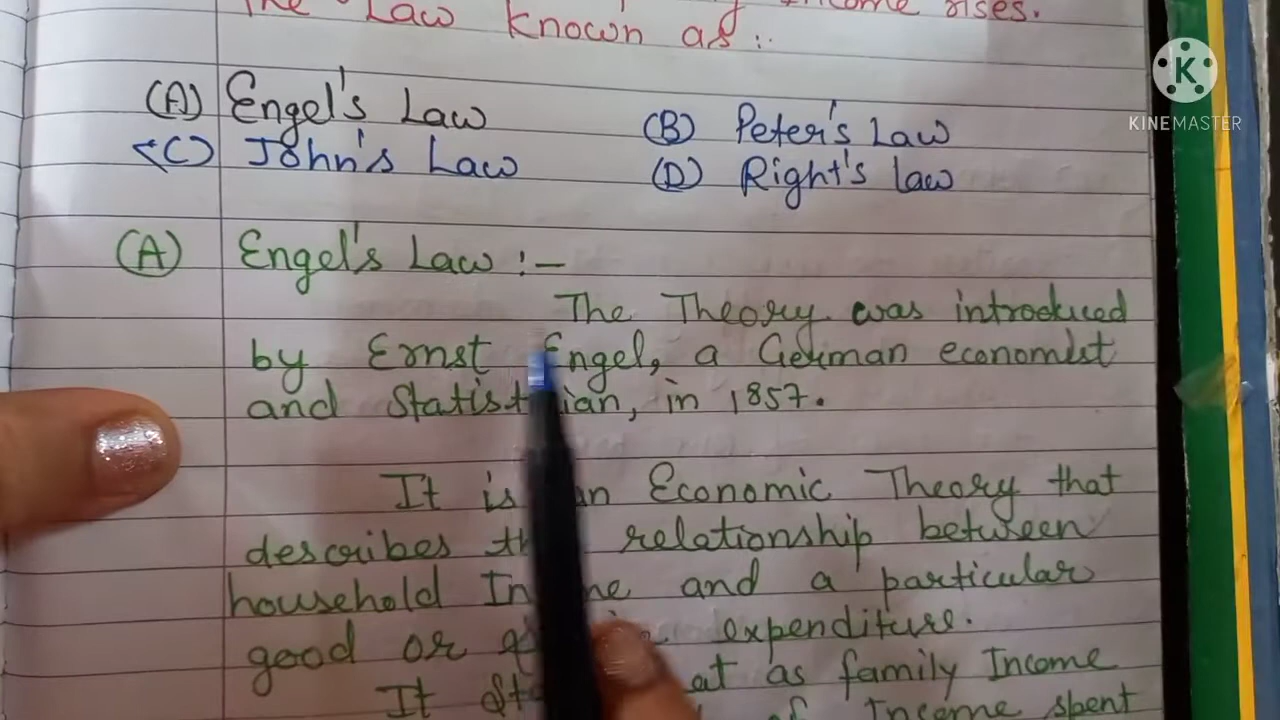 The Law known as:
Income rises.
K
KINEMASTER
(A) Engel's Law
(B) Peter's Law
(C) John's Law
(D) Right's law
(A) Engel's Law :-
The Theory was introduced
by Ernst Engel, a German economist
and in 1857.
It is an Economic Theory that
describes relationship between
household and a particular
good or expenditure.
It as family Income
Income spent